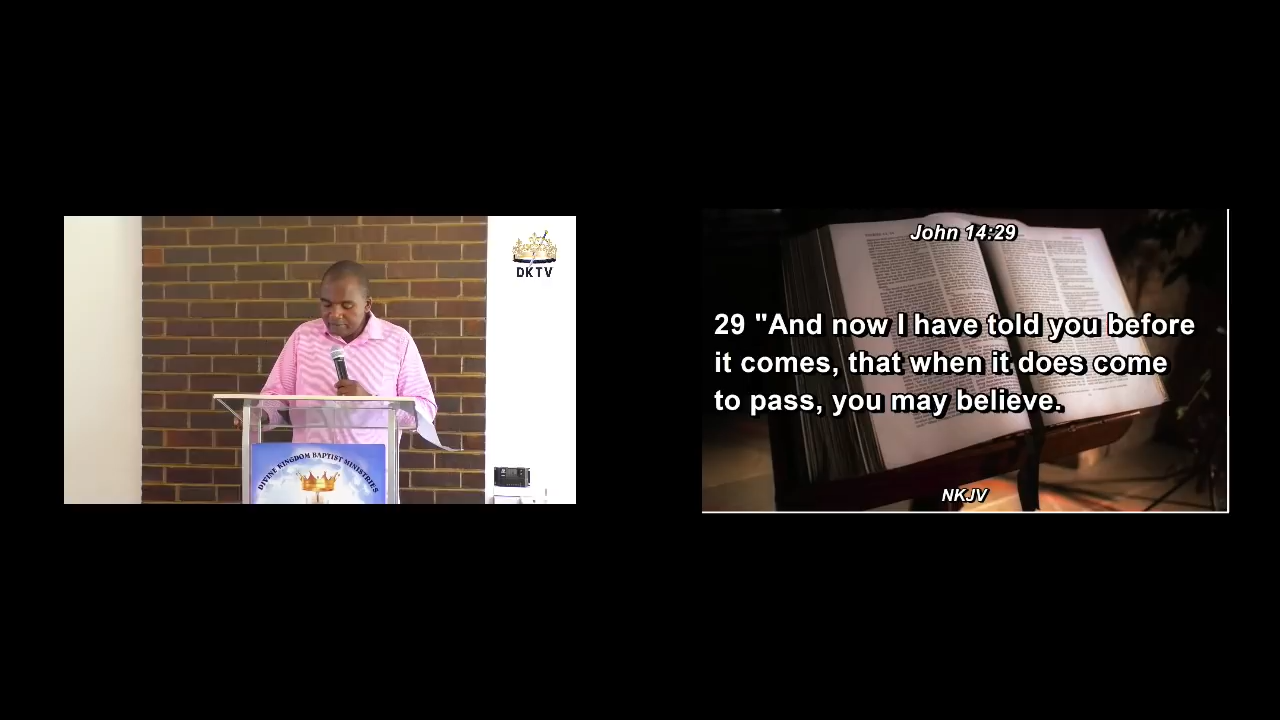 DKTV
DIVINE KINGDOM BAPTIST MINISTRIES
John 14:29
29 "And now I have told you before
it comes, that when it does come
to pass, you may believe.
NKJV